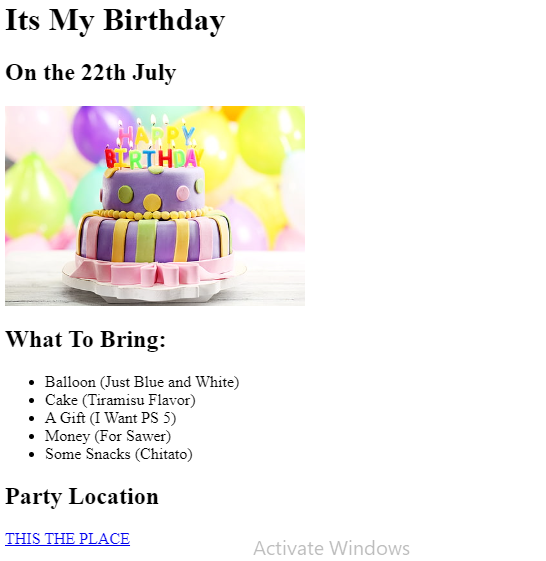 Its My Birthday
On the 22th July
HAPPY
BIRTHDAY
What To Bring:
Balloon (Just Blue and White)
Cake (Tiramisu Flavor)
A Gift (I Want PS 5)
Money (For Sawer)
Some Snacks (Chitato)
Party Location
THIS THE PLACE
Activate Windows